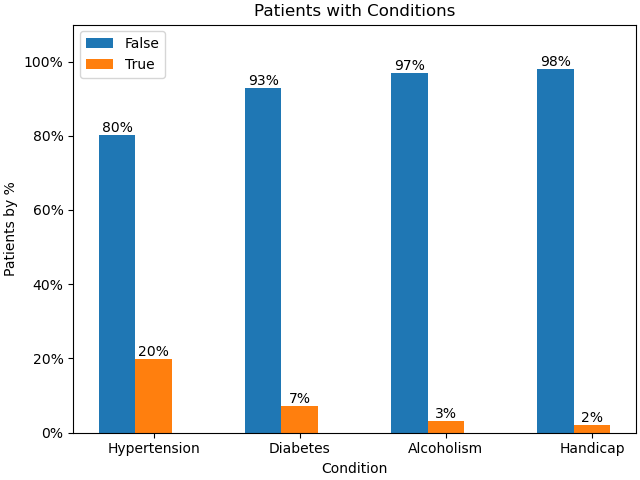 Patients with Conditions
False
True
100%
80%
60%
40%
20%
0%
Patients by %
80%
20%
93%
7%
97%
3%
98%
2%
Hypertension
Diabetes
Alcoholism
Handicap
Condition